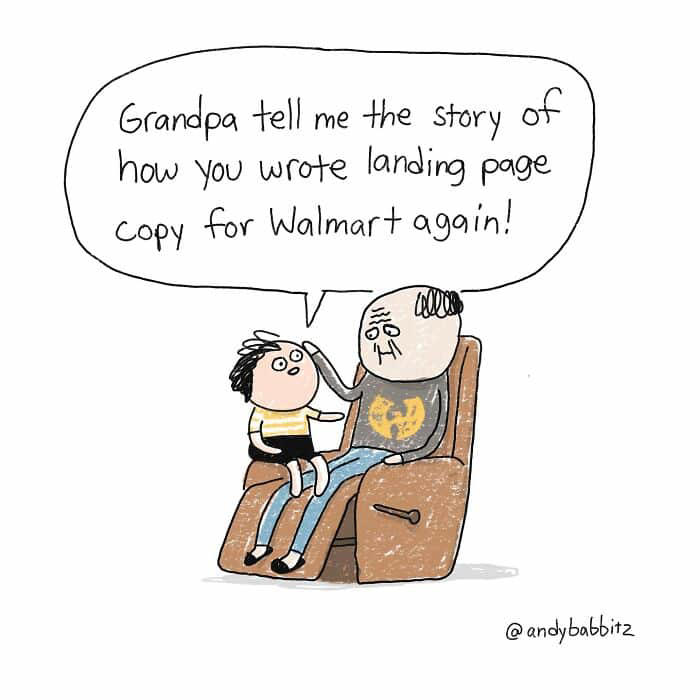 Grandpa tell me the story of
how you wrote landing page
copy for Walmart again!
@andybabbitz